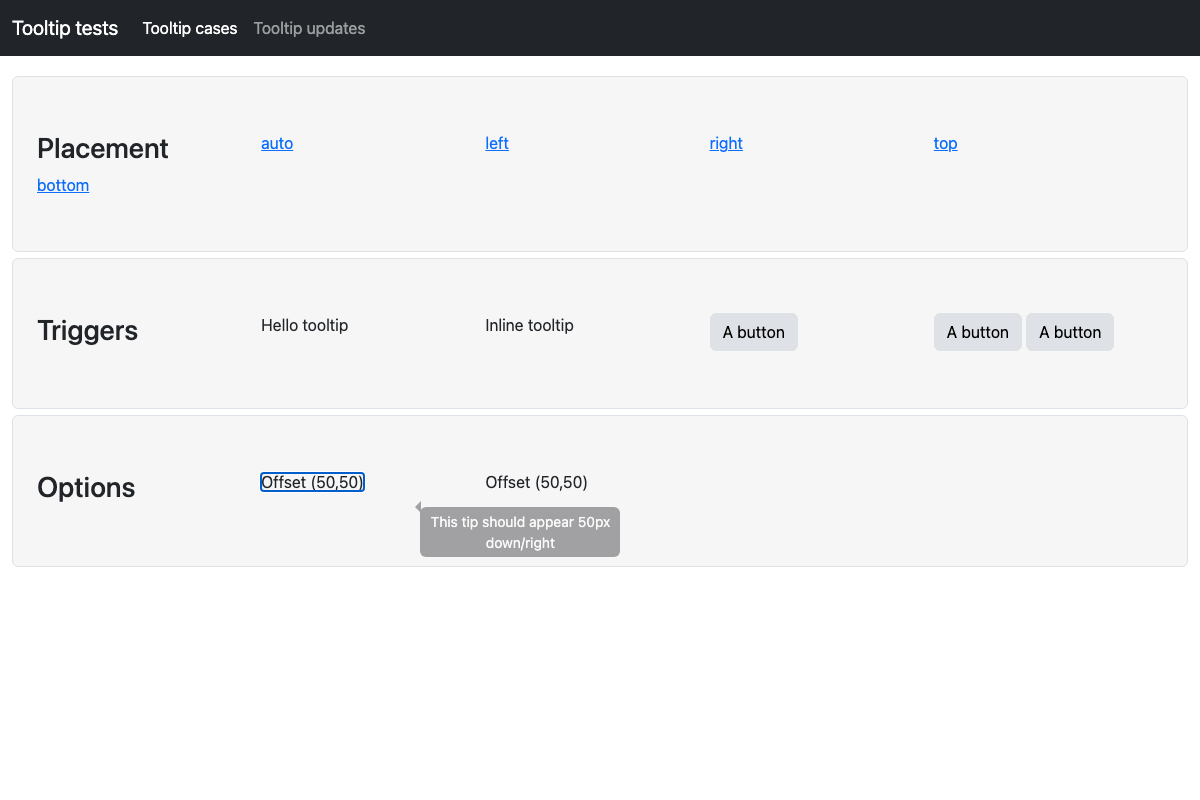 Tooltip tests Tooltip cases Tooltip updates
Placement auto left right top
bottom
Triggers Hello tooltip Inline tooltip A button A button A button
Options Offset (50,50) Offset (50,50)
This tip should appear 50px
down/right